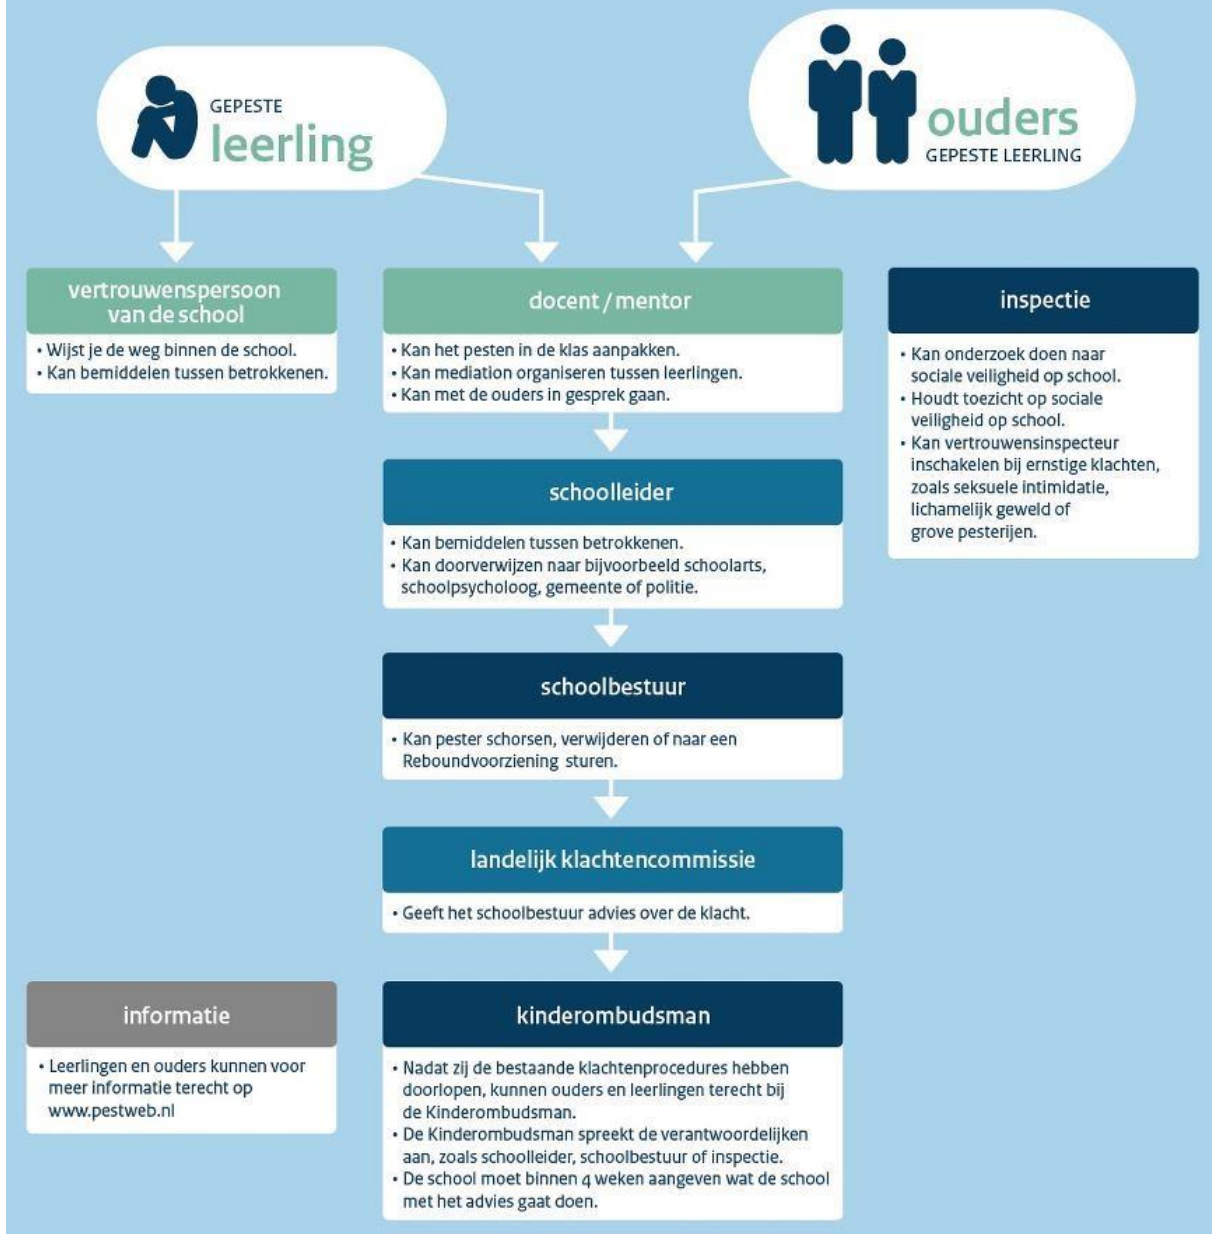 GEPESTE
leerling
ouders
GEPESTE LEERLING
vertrouwenspersoon
van de school
• Wijst je de weg binnen de school.
• Kan bemiddelen tussen betrokkenen.
docent / mentor
• Kan het pesten in de klas aanpakken.
• Kan mediation organiseren tussen leerlingen.
• Kan met de ouders in gesprek gaan.
inspectie
• Kan onderzoek doen naar
sociale veiligheid op school.
• Houdt toezicht op sociale
veiligheid op school.
• Kan vertrouwensinspecteur
inschakelen bij ernstige klachten,
zoals seksuele intimidatie,
lichamelijk geweld of
grove pesterijen.
schoolleider
• Kan bemiddelen tussen betrokkenen.
• Kan doorverwijzen naar bijvoorbeeld schoolarts,
schoolpsycholoog, gemeente of politie.
schoolbestuur
• Kan pester schorsen, verwijderen of naar een
Reboundvoorziening sturen.
landelijk klachtencommissie
• Geeft het schoolbestuur advies over de klacht.
informatie
• Leerlingen en ouders kunnen voor
meer informatie terecht op
www.pestweb.nl
kinderombudsman
• Nadat zij de bestaande klachtenprocedures hebben
doorlopen, kunnen ouders en leerlingen terecht bij
de Kinderombudsman.
• De Kinderombudsman spreekt de verantwoordelijken
aan, zoals schoolleider, schoolbestuur of inspectie.
• De school moet binnen 4 weken aangeven wat de school
met het advies gaat doen.